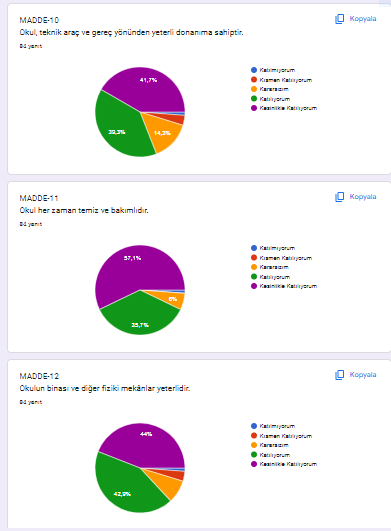 MADDE-10
Kopyala
Okul, teknik araç ve gereç yönünden yeterli donanıma sahiptir.
84 yanıt
Katılmıyorum
Kısmen Katılıyorum
Kararsızım
Katılıyorum
Kesinlikle Katılıyorum
41,7%
39,3%
14,3%
MADDE-11
Kopyala
Okul her zaman temiz ve bakımlıdır.
84 yanıt
Katılmıyorum
Kısmen Katılıyorum
Kararsızım
Katılıyorum
Kesinlikle Katılıyorum
57,1%
6%
35,7%
MADDE-12
Kopyala
Okulun binası ve diğer fiziki mekânlar yeterlidir.
84 yanıt
Katılmıyorum
Kısmen Katılıyorum
Kararsızım
Katılıyorum
Kesinlikle Katılıyorum
44%
42,9%